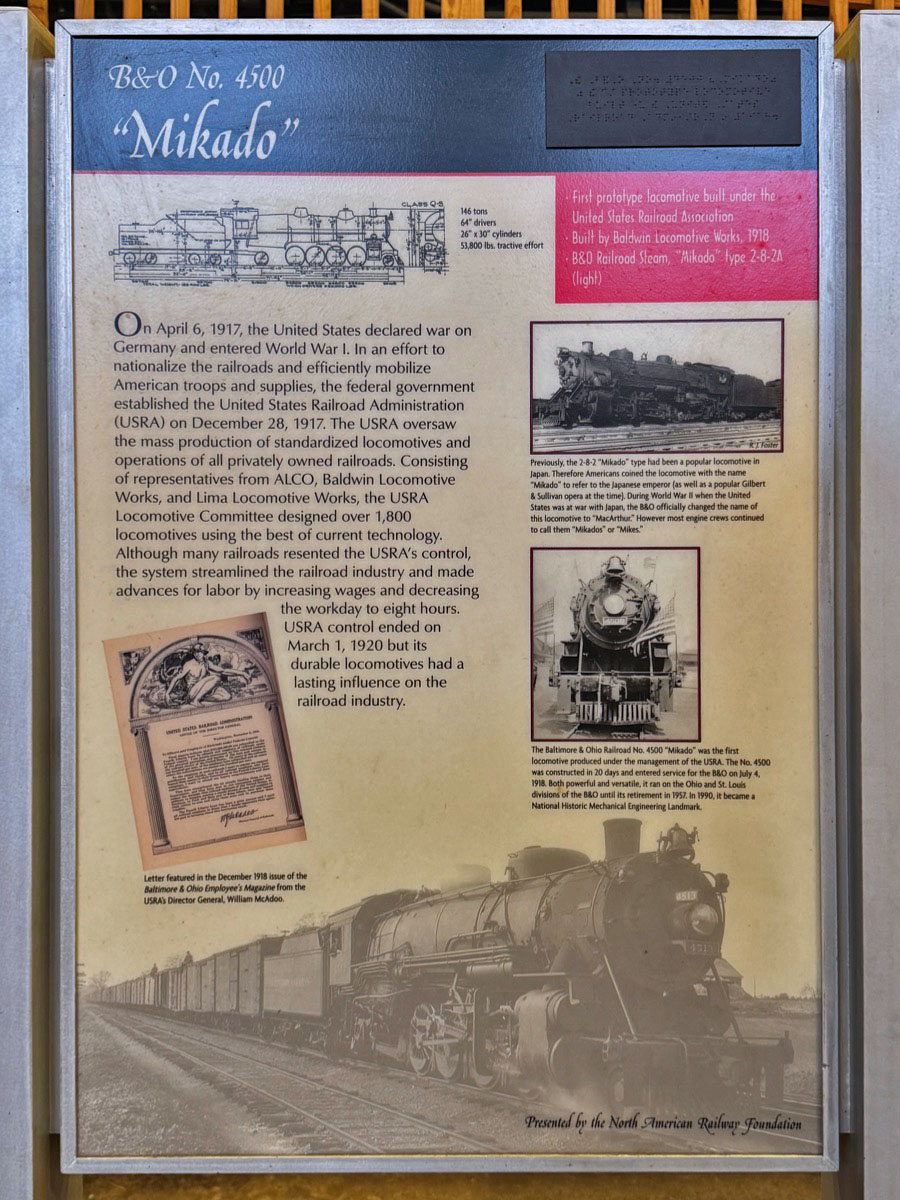 B&O No. 4500
"Mikado"
CLASS Q-3
146 tons
64" drivers
26" x 30" cylinders
53,800 lbs. tractive effort
· First prototype locomotive built under the
United States Railroad Association
· Built by Baldwin Locomotive Works, 1918
· B&O Railroad Steam, "Mikado" type 2-8-2A
(light)
On April 6, 1917, the United States declared war on
Germany and entered World War I. In an effort to
nationalize the railroads and efficiently mobilize
American troops and supplies, the federal government
established the United States Railroad Administration
(USRA) on December 28, 1917. The USRA oversaw
the mass production of standardized locomotives and
operations of all privately owned railroads. Consisting
of representatives from ALCO, Baldwin Locomotive
Works, and Lima Locomotive Works, the USRA
Locomotive Committee designed over 1,800
locomotives using the best of current technology.
Although many railroads resented the USRA's control,
the system streamlined the railroad industry and made
advances for labor by increasing wages and decreasing
the workday to eight hours.
USRA control ended on
March 1, 1920 but its
durable locomotives had a
lasting influence on the
railroad industry.
R.J. Foster
Previously, the 2-8-2 "Mikado" type had been a popular locomotive in
Japan. Therefore Americans coined the locomotive with the name
"Mikado" to refer to the Japanese emperor (as well as a popular Gilbert
& Sullivan opera at the time). During World War II when the United
States was at war with Japan, the B&O officially changed the name of
this locomotive to "MacArthur." However most engine crews continued
to call them "Mikados" or "Mikes."
The Baltimore & Ohio Railroad No. 4500 "Mikado" was the first
locomotive produced under the management of the USRA. The No. 4500
was constructed in 20 days and entered service for the B&O on July 4,
1918. Both powerful and versatile, it ran on the Ohio and St. Louis
divisions of the B&O until its retirement in 1957. In 1990, it became a
National Historic Mechanical Engineering Landmark.
UNITED STATES RAILROAD ADMINISTRATION
OFFICE OF THE DIRECTOR GENERAL
Letter featured in the December 1918 issue of the
Baltimore & Ohio Employee's Magazine from the
USRA's Director General, William McAdoo.
Presented by the North American Railway Foundation